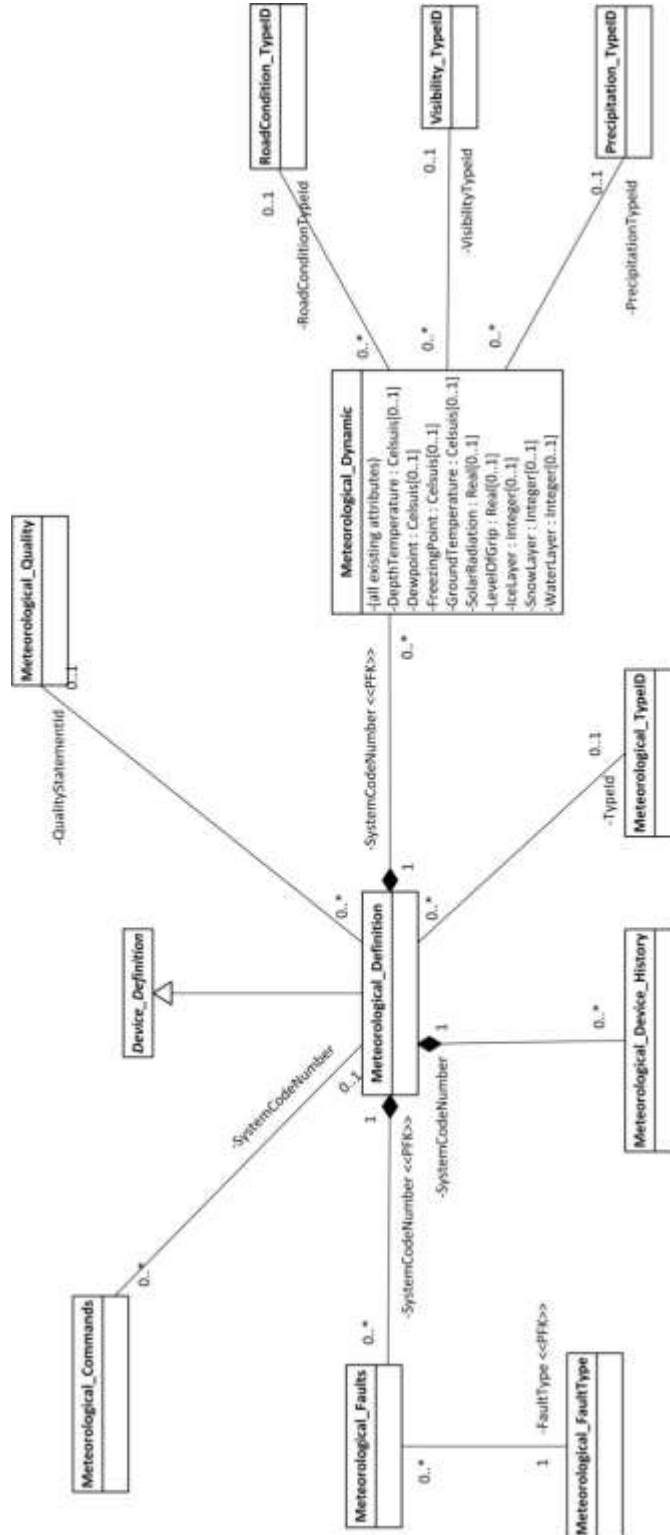 Meteorological_Commands
0..*
-SystemCodeNumber
0..1
Device_Definition
Meteorological_Quality
0..1
-QualityStatementId
0..*
RoadCondition_TypeID
0..1
-RoadConditionTypeId
0..*
Visibility_TypeID
0..1
-VisibilityTypeId
0..*
Precipitation_TypeID
0..1
-PrecipitationTypeId
0..*
Meteorological_Faults
0..*
-SystemCodeNumber <<PFK>>
1
Meteorological_Definition
1
-SystemCodeNumber <<PFK>>
0..*
Meteorological_Dynamic
-(all existing attributes)
-DepthTemperature : Celsuis[0..1]
-Dewpoint : Celsuis[0..1]
-FreezingPoint : Celsuis[0..1]
-GroundTemperature : Celsuis[0..1]
-SolarRadiation : Real[0..1]
-LevelOfGrip : Real[0..1]
-IceLayer : Integer[0..1]
-SnowLayer : Integer[0..1]
-WaterLayer : Integer[0..1]
0..*
-FaultType <<PFK>>
1
Meteorological_FaultType
1
-SystemCodeNumber
0..*
Meteorological_Device_History
0..*
-TypeId
0..1
Meteorological_TypeID